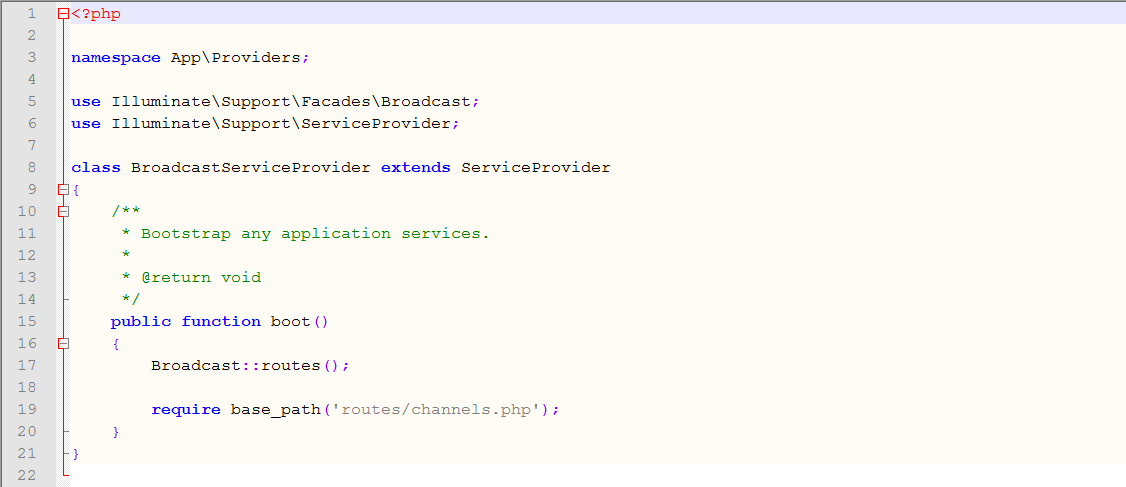 1 <?php
2
3 namespace App\Providers;
4
5 use Illuminate\Support\Facades\Broadcast;
6 use Illuminate\Support\ServiceProvider;
7
8 class BroadcastServiceProvider extends ServiceProvider
9 {
10     /**
11      * Bootstrap any application services.
12      *
13      * @return void
14      */
15     public function boot()
16     {
17         Broadcast::routes();
18
19         require base_path('routes/channels.php');
20     }
21 }
22